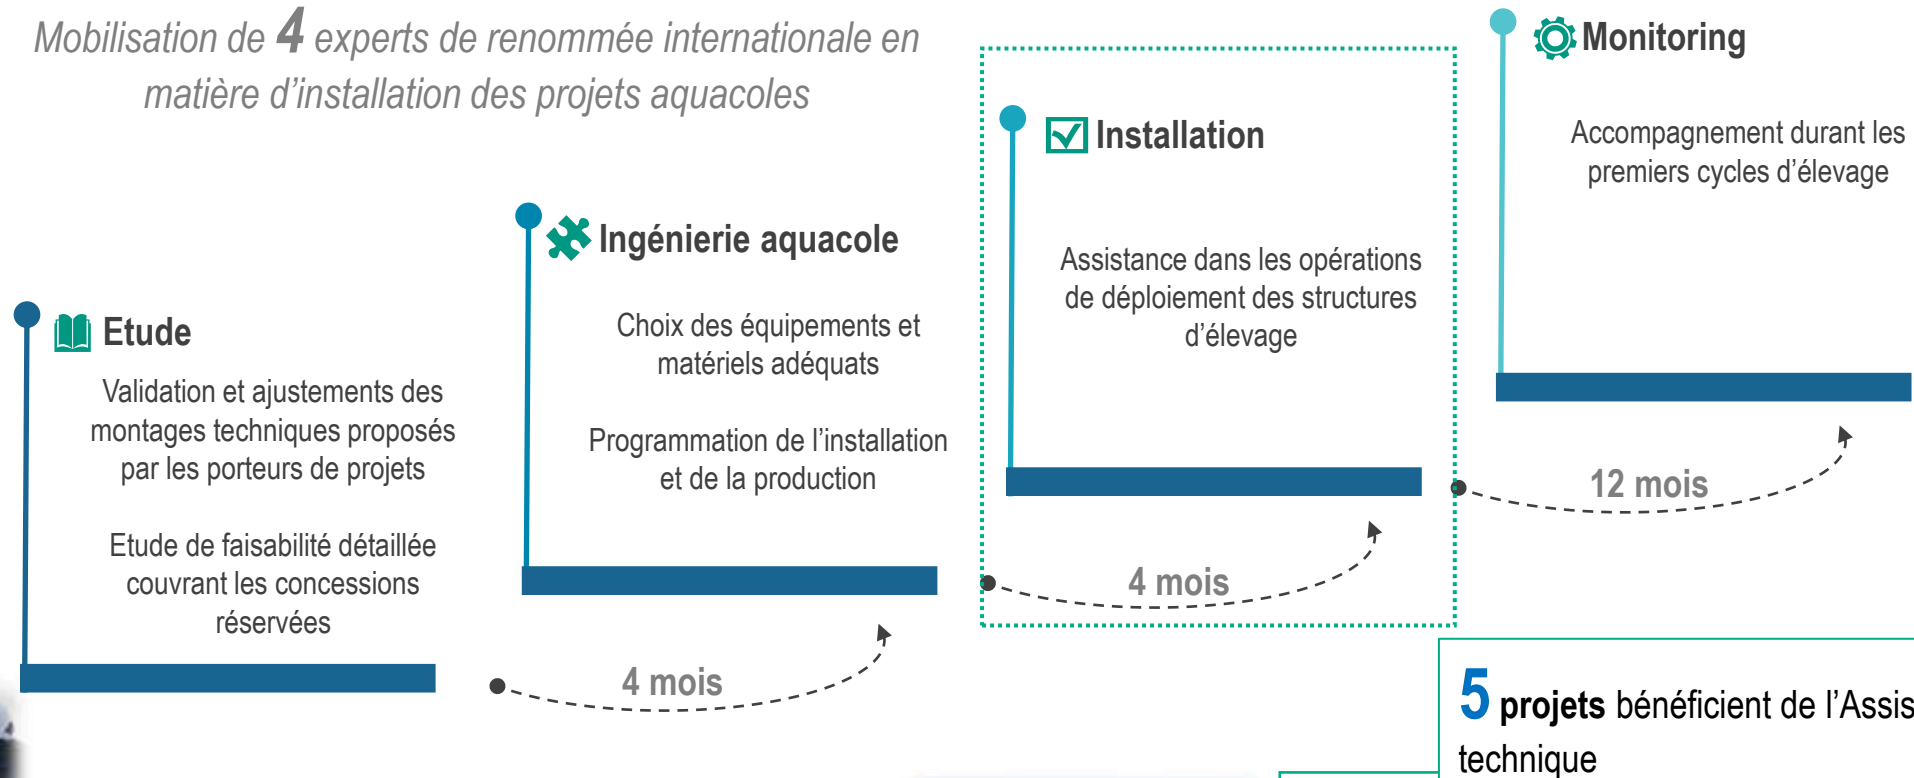 Mobilisation de 4 experts de renommée internationale en
matière d’installation des projets aquacoles
Etude
Validation et ajustements des
montages techniques proposés
par les porteurs de projets
Etude de faisabilité détaillée
couvrant les concessions
réservées
4 mois
Ingénierie aquacole
Choix des équipements et
matériels adéquats
Programmation de l’installation
et de la production
4 mois
Installation
Assistance dans les opérations
de déploiement des structures
d’élevage
12 mois
Monitoring
Accompagnement durant les
premiers cycles d’élevage
5 projets bénéficient de l’Assis
technique